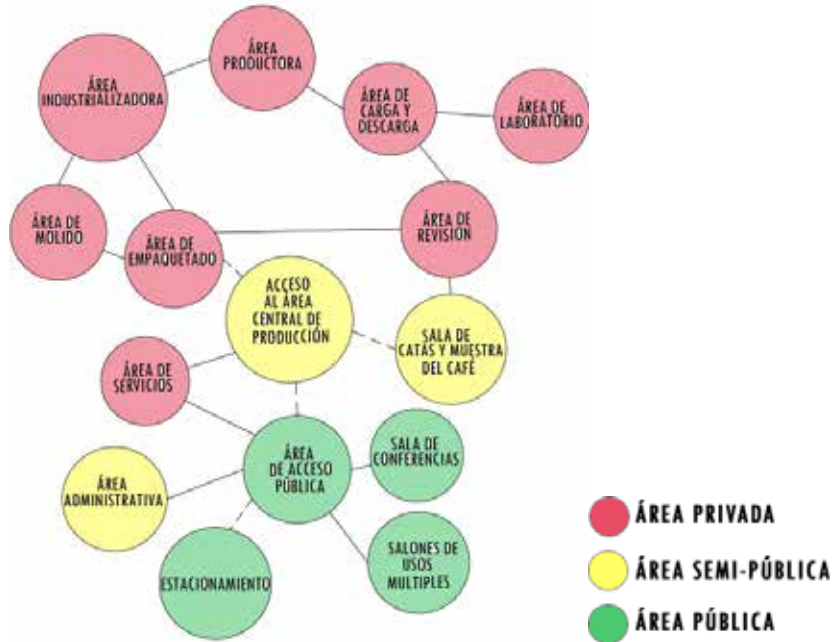 ÁREA
PRODUCTORA
ÁREA
INDUSTRIALIZADORA
ÁREA DE
CARGA Y
DESCARGA
ÁREA DE
LABORATORIO
ÁREA DE
MOLIDO
ÁREA DE
EMPAQUETADO
ÁREA DE
REVISIÓN
ACCESO
AL ÁREA
CENTRAL DE
PRODUCCIÓN
SALA DE
CATAS Y MUESTRA
DEL CAFÉ
ÁREA DE
SERVICIOS
ÁREA
DE ACCESO
PÚBLICA
SALA DE
CONFERENCIAS
ÁREA
ADMINISTRATIVA
ESTACIONAMIENTO
SALONES DE
USOS
MULTIPLES
ÁREA PRIVADA
ÁREA SEMI-PÚBLICA
ÁREA PÚBLICA